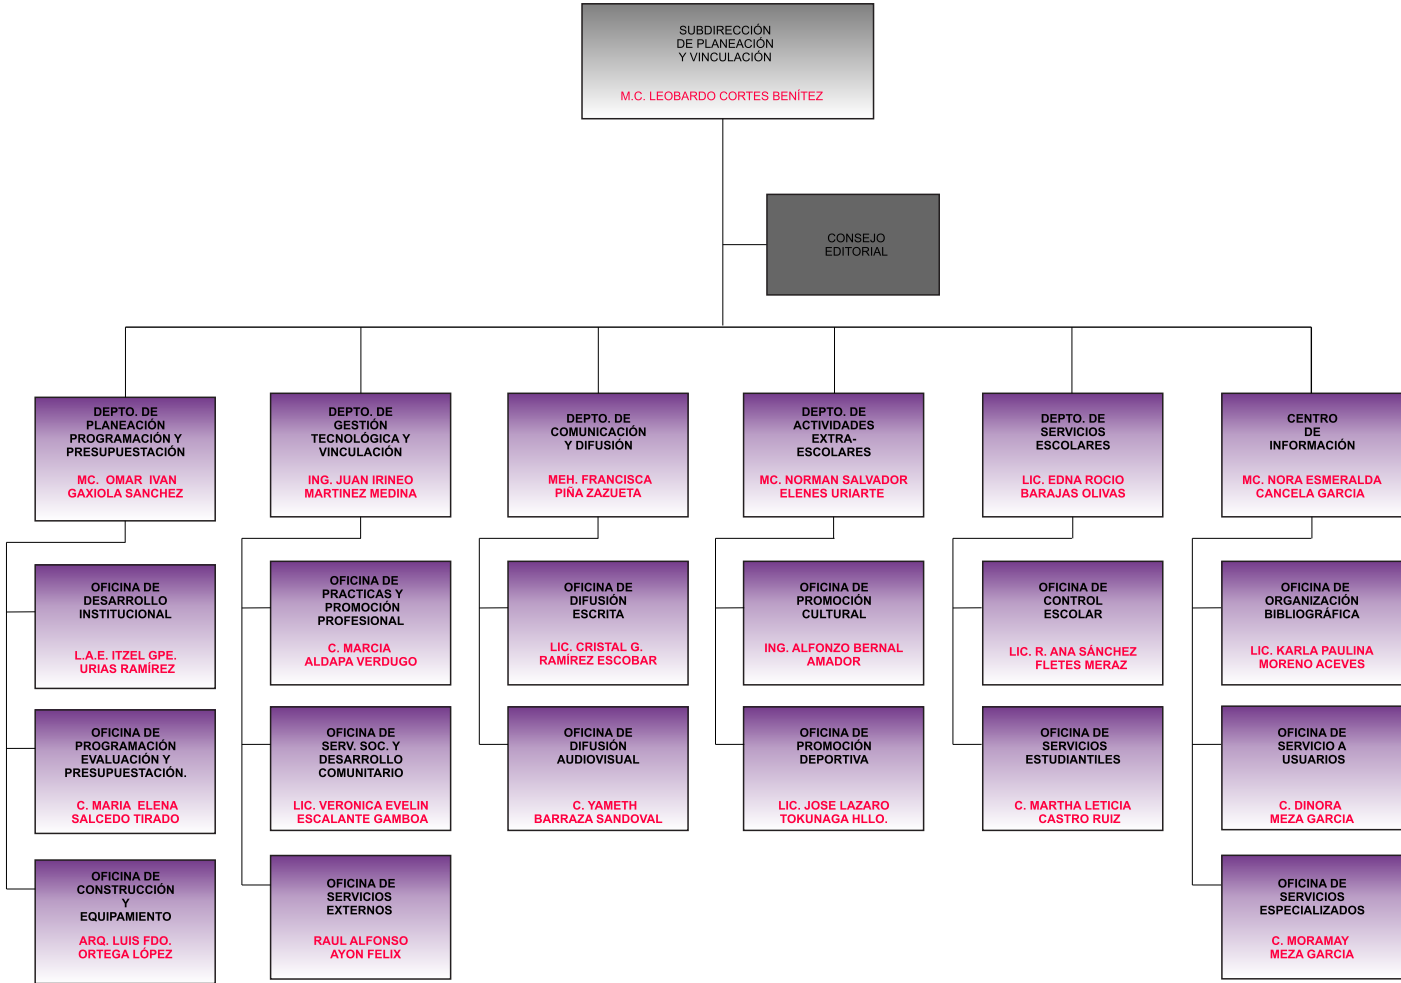 SUBDIRECCIÓN
DE PLANEACIÓN
Y VINCULACIÓN
M.C. LEOBARDO CORTES BENÍTEZ
CONSEJO
EDITORIAL
DEPTO. DE
PLANEACIÓN
PROGRAMACIÓN Y
PRESUPUESTACIÓN
MC. OMAR IVAN
GAXIOLA SANCHEZ
DEPTO. DE
GESTIÓN
TECNOLÓGICA Y
VINCULACIÓN
ING. JUAN IRINEO
MARTINEZ MEDINA
DEPTO. DE
COMUNICACIÓN
Y DIFUSIÓN
MEH. FRANCISCA
PIÑA ZAZUETA
DEPTO. DE
ACTIVIDADES
EXTRA-
ESCOLARES
MC. NORMAN SALVADOR
ELENES URIARTE
DEPTO. DE
SERVICIOS
ESCOLARES
LIC. EDNA ROCIO
BARAJAS OLIVAS
CENTRO
DE
INFORMACIÓN
MC. NORA ESMERALDA
CANCELA GARCIA
OFICINA DE
DESARROLLO
INSTITUCIONAL
L.A.E. ITZEL GPE.
URIAS RAMÍREZ
OFICINA DE
PRACTICAS Y
PROMOCIÓN
PROFESIONAL
C. MARCIA
ALDAPA VERDUGO
OFICINA DE
DIFUSIÓN
ESCRITA
LIC. CRISTAL G.
RAMÍREZ ESCOBAR
OFICINA DE
PROMOCIÓN
CULTURAL
ING. ALFONZO BERNAL
AMADOR
OFICINA DE
CONTROL
ESCOLAR
LIC. R. ANA SÁNCHEZ
FLETES MERAZ
OFICINA DE
ORGANIZACIÓN
BIBLIOGRÁFICA
LIC. KARLA PAULINA
MORENO ACEVES
OFICINA DE
PROGRAMACIÓN
EVALUACIÓN Y
PRESUPUESTACIÓN.
C. MARIA ELENA
SALCEDO TIRADO
OFICINA DE
SERV. SOC. Y
DESARROLLO
COMUNITARIO
LIC. VERONICA EVELIN
ESCALANTE GAMBOA
OFICINA DE
DIFUSIÓN
AUDIOVISUAL
C. YAMETH
BARRAZA SANDOVAL
OFICINA DE
PROMOCIÓN
DEPORTIVA
LIC. JOSE LAZARO
TOKUNAGA HLLO.
OFICINA DE
SERVICIOS
ESTUDIANTILES
C. MARTHA LETICIA
CASTRO RUIZ
OFICINA DE
SERVICIO A
USUARIOS
C. DINORA
MEZA GARCIA
OFICINA DE
CONSTRUCCIÓN
Y
EQUIPAMIENTO
ARQ. LUIS FDO.
ORTEGA LÓPEZ
OFICINA DE
SERVICIOS
EXTERNOS
RAUL ALFONSO
AYON FELIX
OFICINA DE
SERVICIOS
ESPECIALIZADOS
C. MORAMAY
MEZA GARCIA